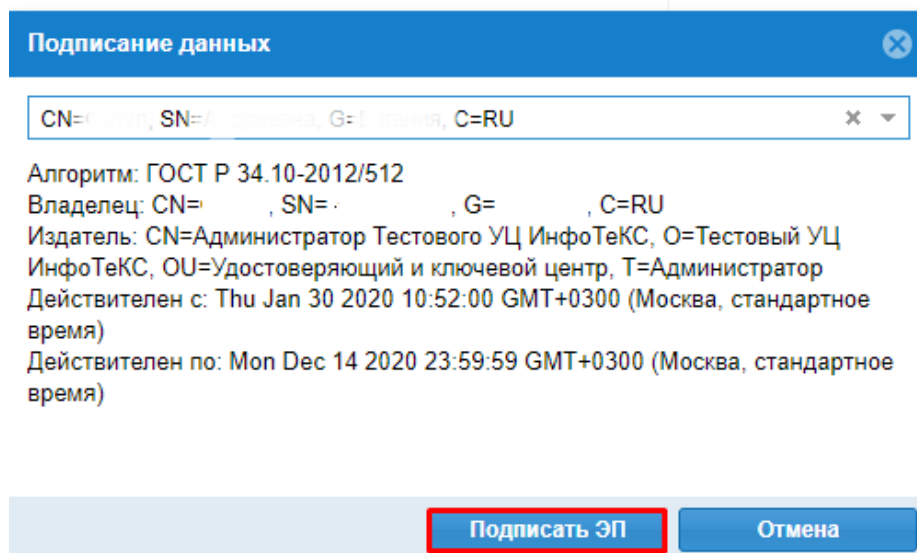 Подписание данных
CN= , SN= , G= , C=RU
Алгоритм: ГОСТ Р 34.10-2012/512
Владелец: CN= , SN= , G= , C=RU
Издатель: CN=Администратор Тестового УЦ ИнфоТеКС, O=Тестовый УЦ
ИнфоТеКС, OU=Удостоверяющий и ключевой центр, T=Администратор
Действителен с: Thu Jan 30 2020 10:52:00 GMT+0300 (Москва, стандартное
время)
Действителен по: Mon Dec 14 2020 23:59:59 GMT+0300 (Москва, стандартное
время)
Подписать ЭП
Отмена